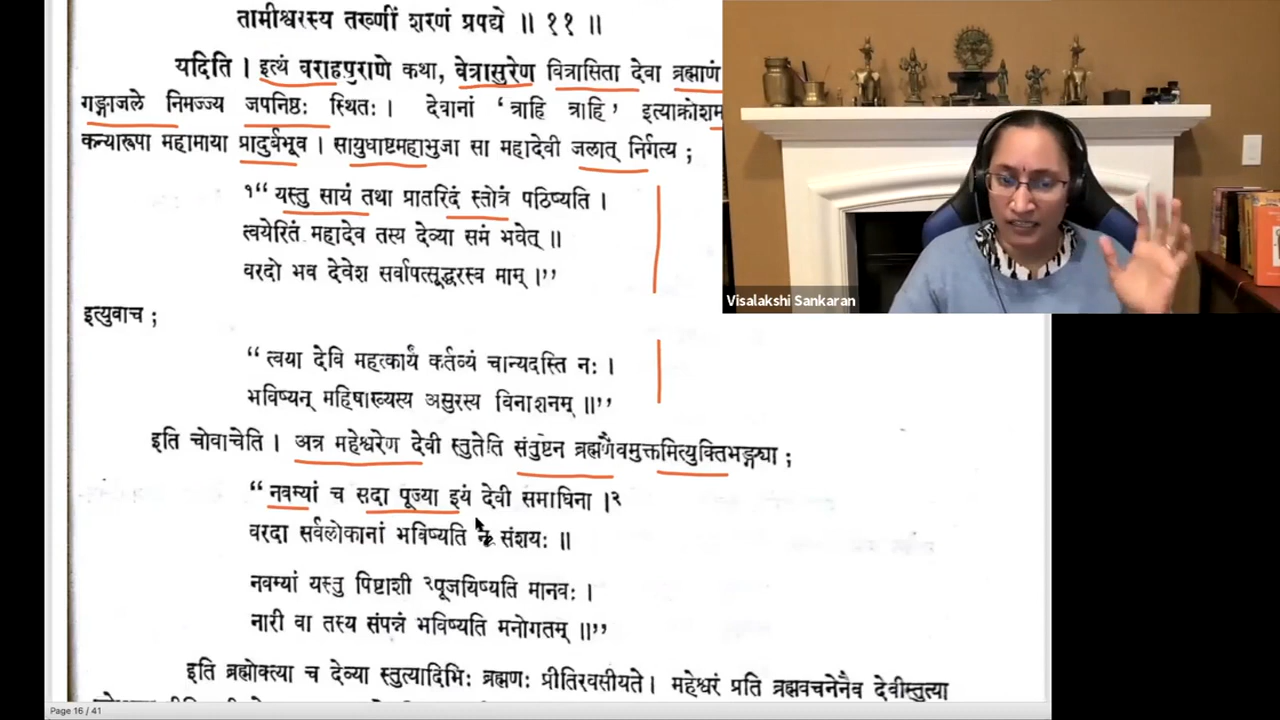 तामीश्वरस्य तरुणीं शरणं प्रपद्ये ॥ ११ ॥
यदिति । इत्थं वराहपुराणे कथा, वेत्रासुरेण वित्रासिता देवा ब्रह्माणं
गङ्गाजले निमज्ज्य जपनिष्ठः स्थितः । देवानां ‘त्राहि त्राहि’ इत्याक्रोशम
कन्यारूपा महामाया प्रादुर्बभूव । सायुधाष्टमहाभुजा सा महादेवी जलात् निर्गत्य ;
१“ यस्तु सायं तथा प्रातरिदं स्तोत्रं पठिष्यति ।
त्वयेरितं महादेव तस्य देव्या समं भवेत् ॥
वरदो भव देवेश सर्वापत्सूद्धरस्व माम् ।”
इत्युवाच ;
“ त्वया देवि महत्कार्यं कर्तव्यं चान्यदस्ति नः ।
भविष्यन् महिषाख्यस्य असुरस्य विनाशनम् ॥”
इति चोवाचेति । अत्र महेश्वरेण देवी स्तुतेति संतुष्टेन ब्रह्मणैवमुक्तमित्युक्तिभङ्ग्या ;
“ नवम्यां च सदा पूज्या इयं देवी समाधिना ।२
वरदा सर्वलोकानां भविष्यति न संशयः ॥
नवम्यां यस्तु पिष्टाशी २पूजयिष्यति मानवः ।
नारी वा तस्य संपन्नं भविष्यति मनोगतम् ॥”
इति ब्रह्मोक्त्या च देव्या स्तुत्यादिभिः ब्रह्मणः प्रीतिरवसीयते । महेश्वरं प्रति ब्रह्मवचनेनैव देवीस्तुत्या
Visalakshi Sankaran
Page 16 / 41